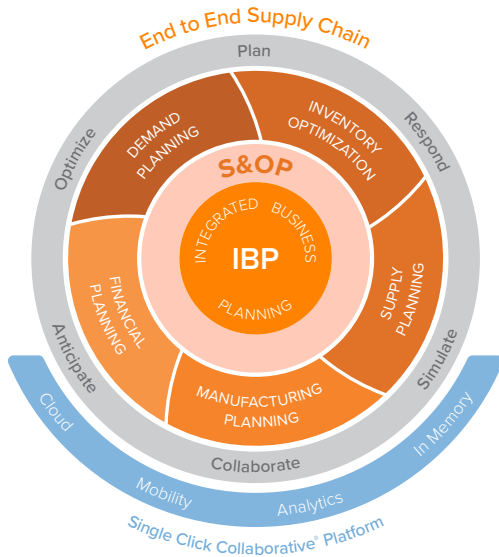 End to End Supply Chain
Plan
Respond
Simulate
Collaborate
Anticipate
Optimize
DEMAND
PLANNING
INVENTORY
OPTIMIZATION
SUPPLY
PLANNING
MANUFACTURING
PLANNING
FINANCIAL
PLANNING
S&OP
INTEGRATED BUSINESS
IBP
PLANNING
Cloud
Mobility
Analytics
In Memory
Single Click Collaborative® Platform